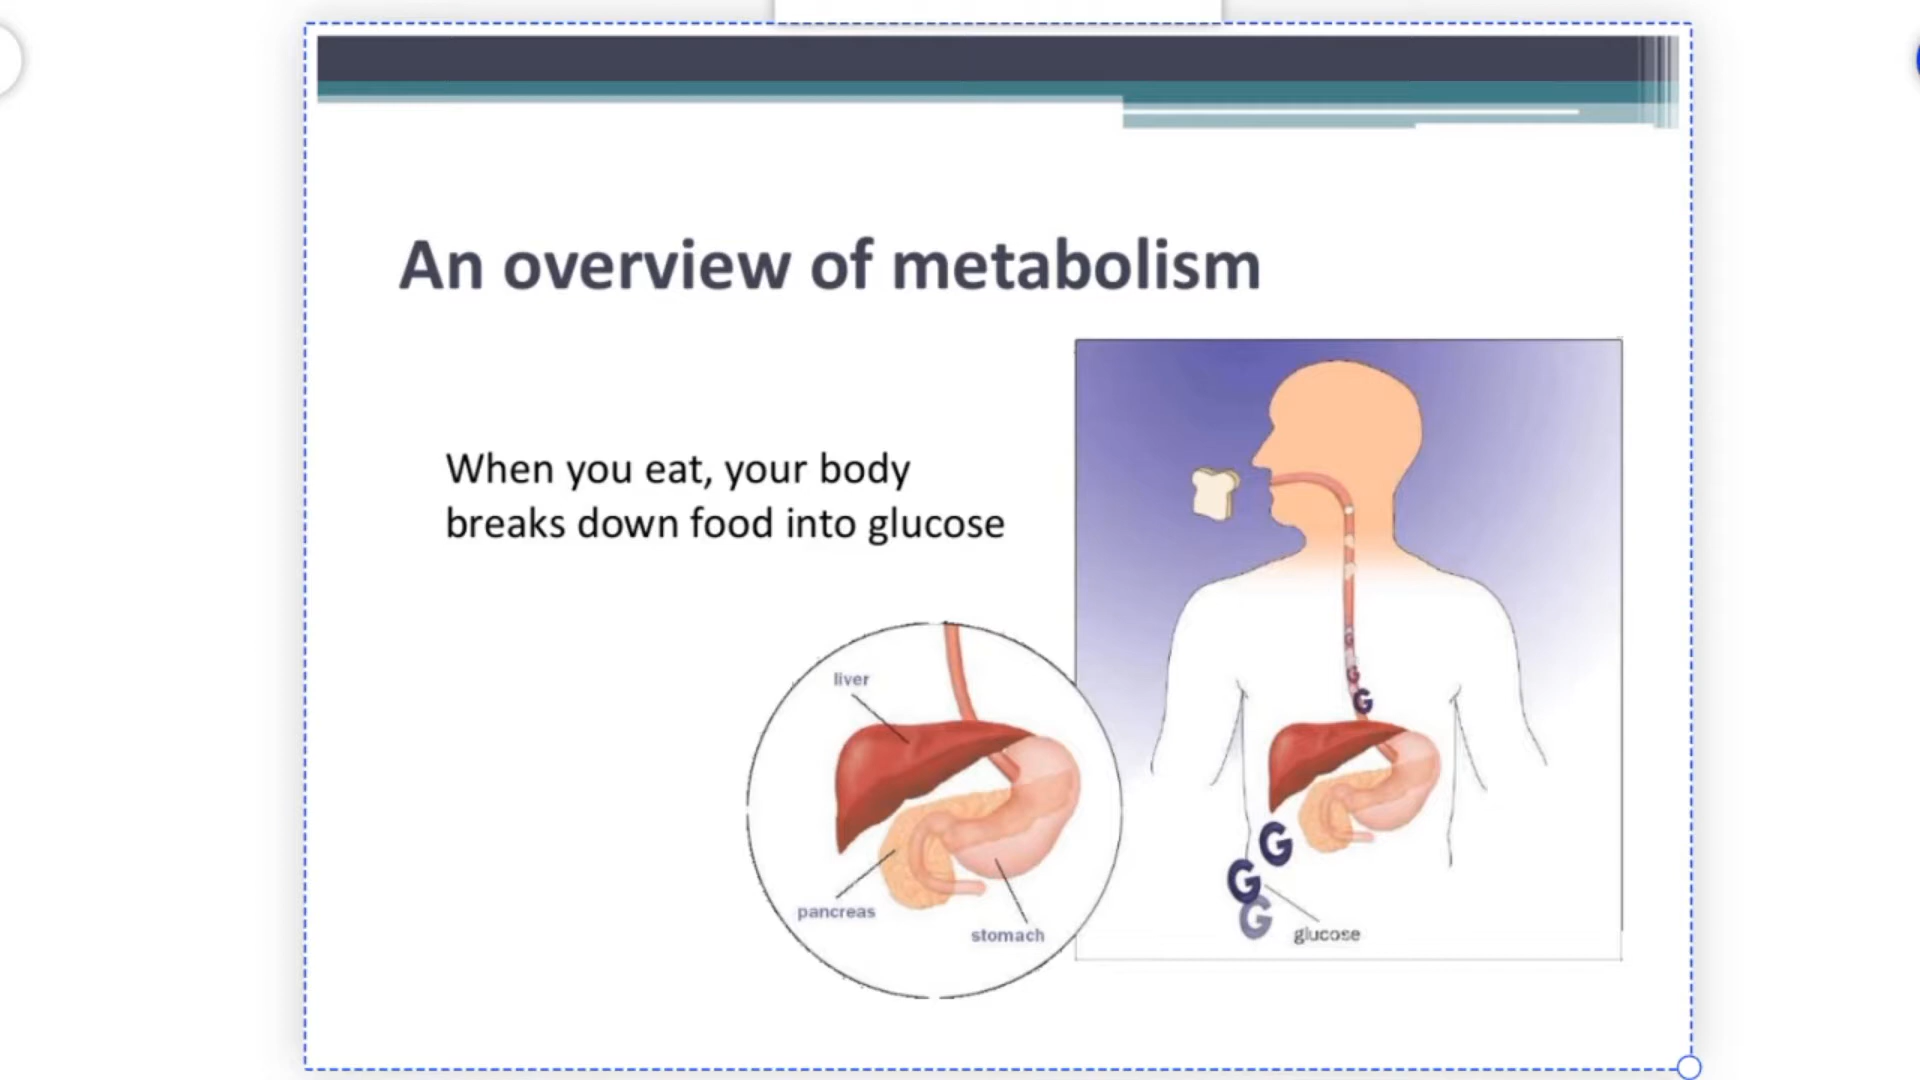 An overview of metabolism
When you eat, your body
breaks down food into glucose
liver
pancreas
stomach
G
G
G
G
G
G
glucose